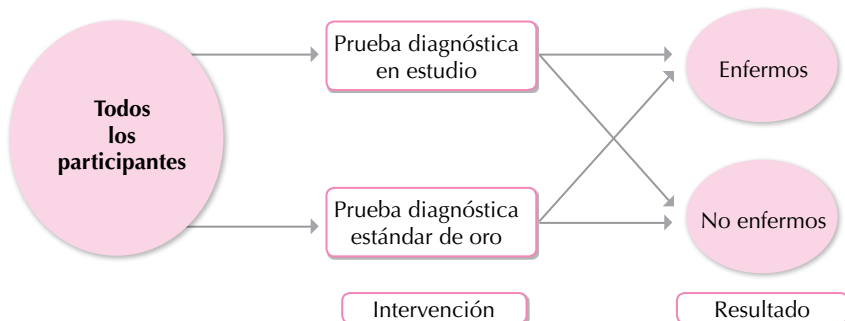 Todos
los
participantes
Prueba diagnóstica
en estudio
Prueba diagnóstica
estándar de oro
Enfermos
No enfermos
Intervención
Resultado